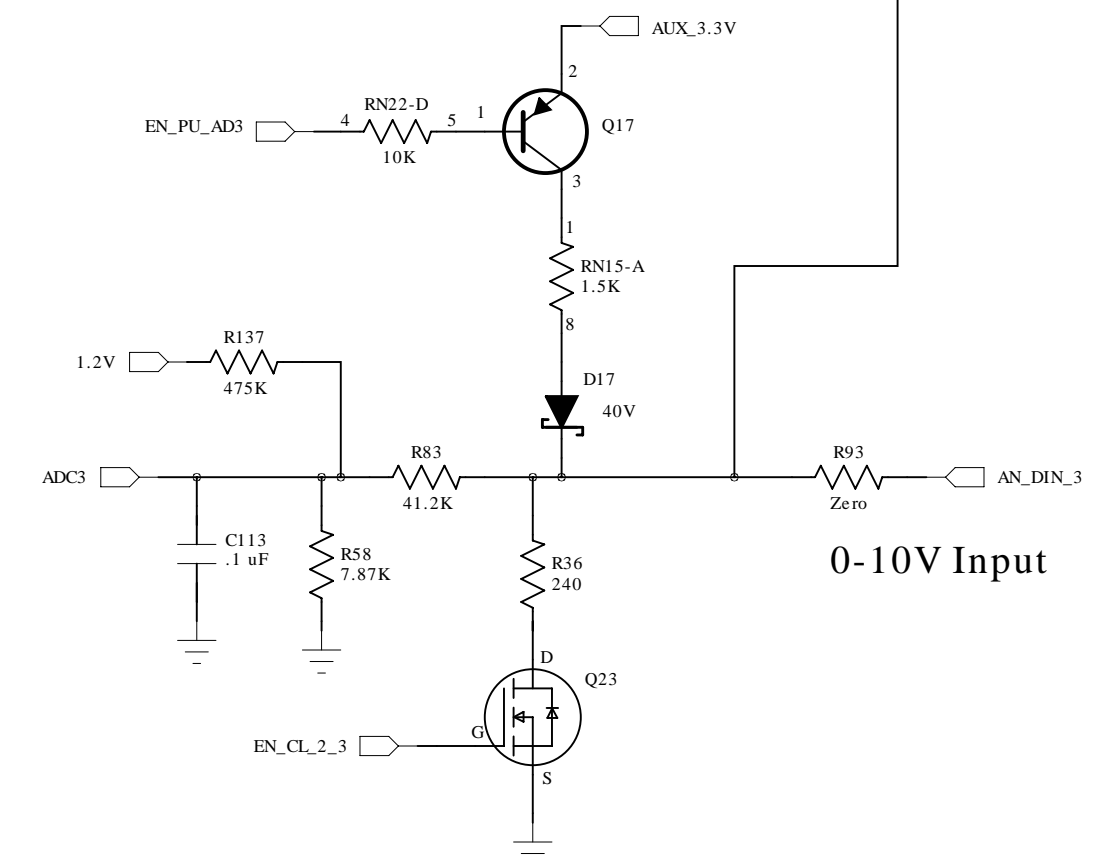 AUX_3.3V
2
RN22-D
EN_PU_AD3
4
5
1
Q17
10K
3
1
RN15-A
1.5K
8
R137
1.2V
475K
D17
40V
R83
R93
ADC3
AN_DIN_3
41.2K
Zero
C113
.1 uF
R58
7.87K
R36
240
0-10V Input
D
Q23
G
EN_CL_2_3
S